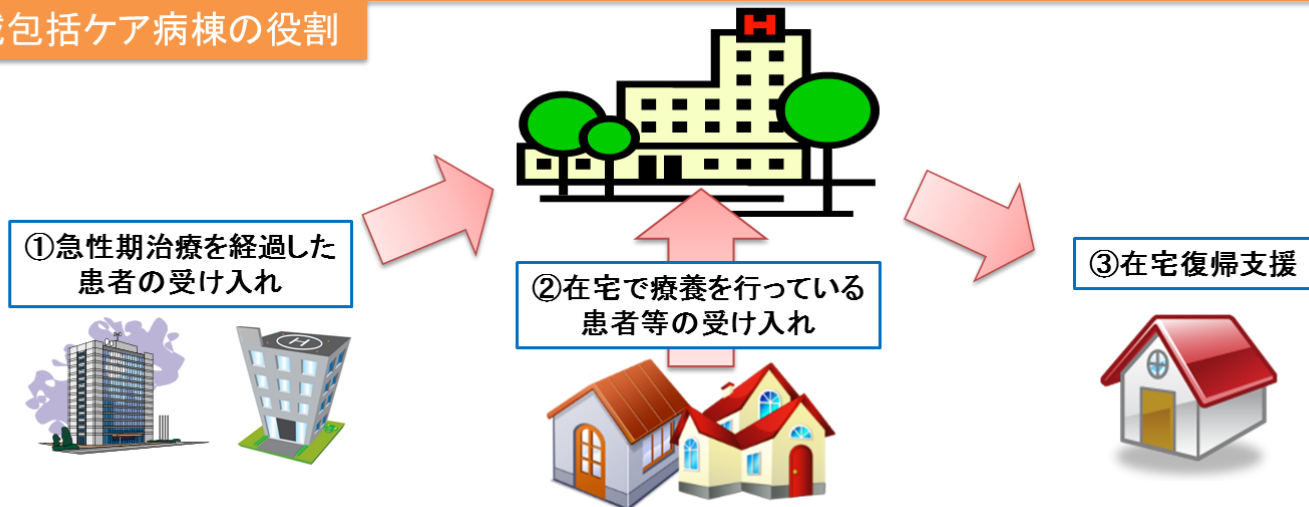 包括ケア病棟の役割
H
①急性期治療を経過した
患者の受け入れ
H
②在宅で療養を行っている
患者等の受け入れ
③在宅復帰支援